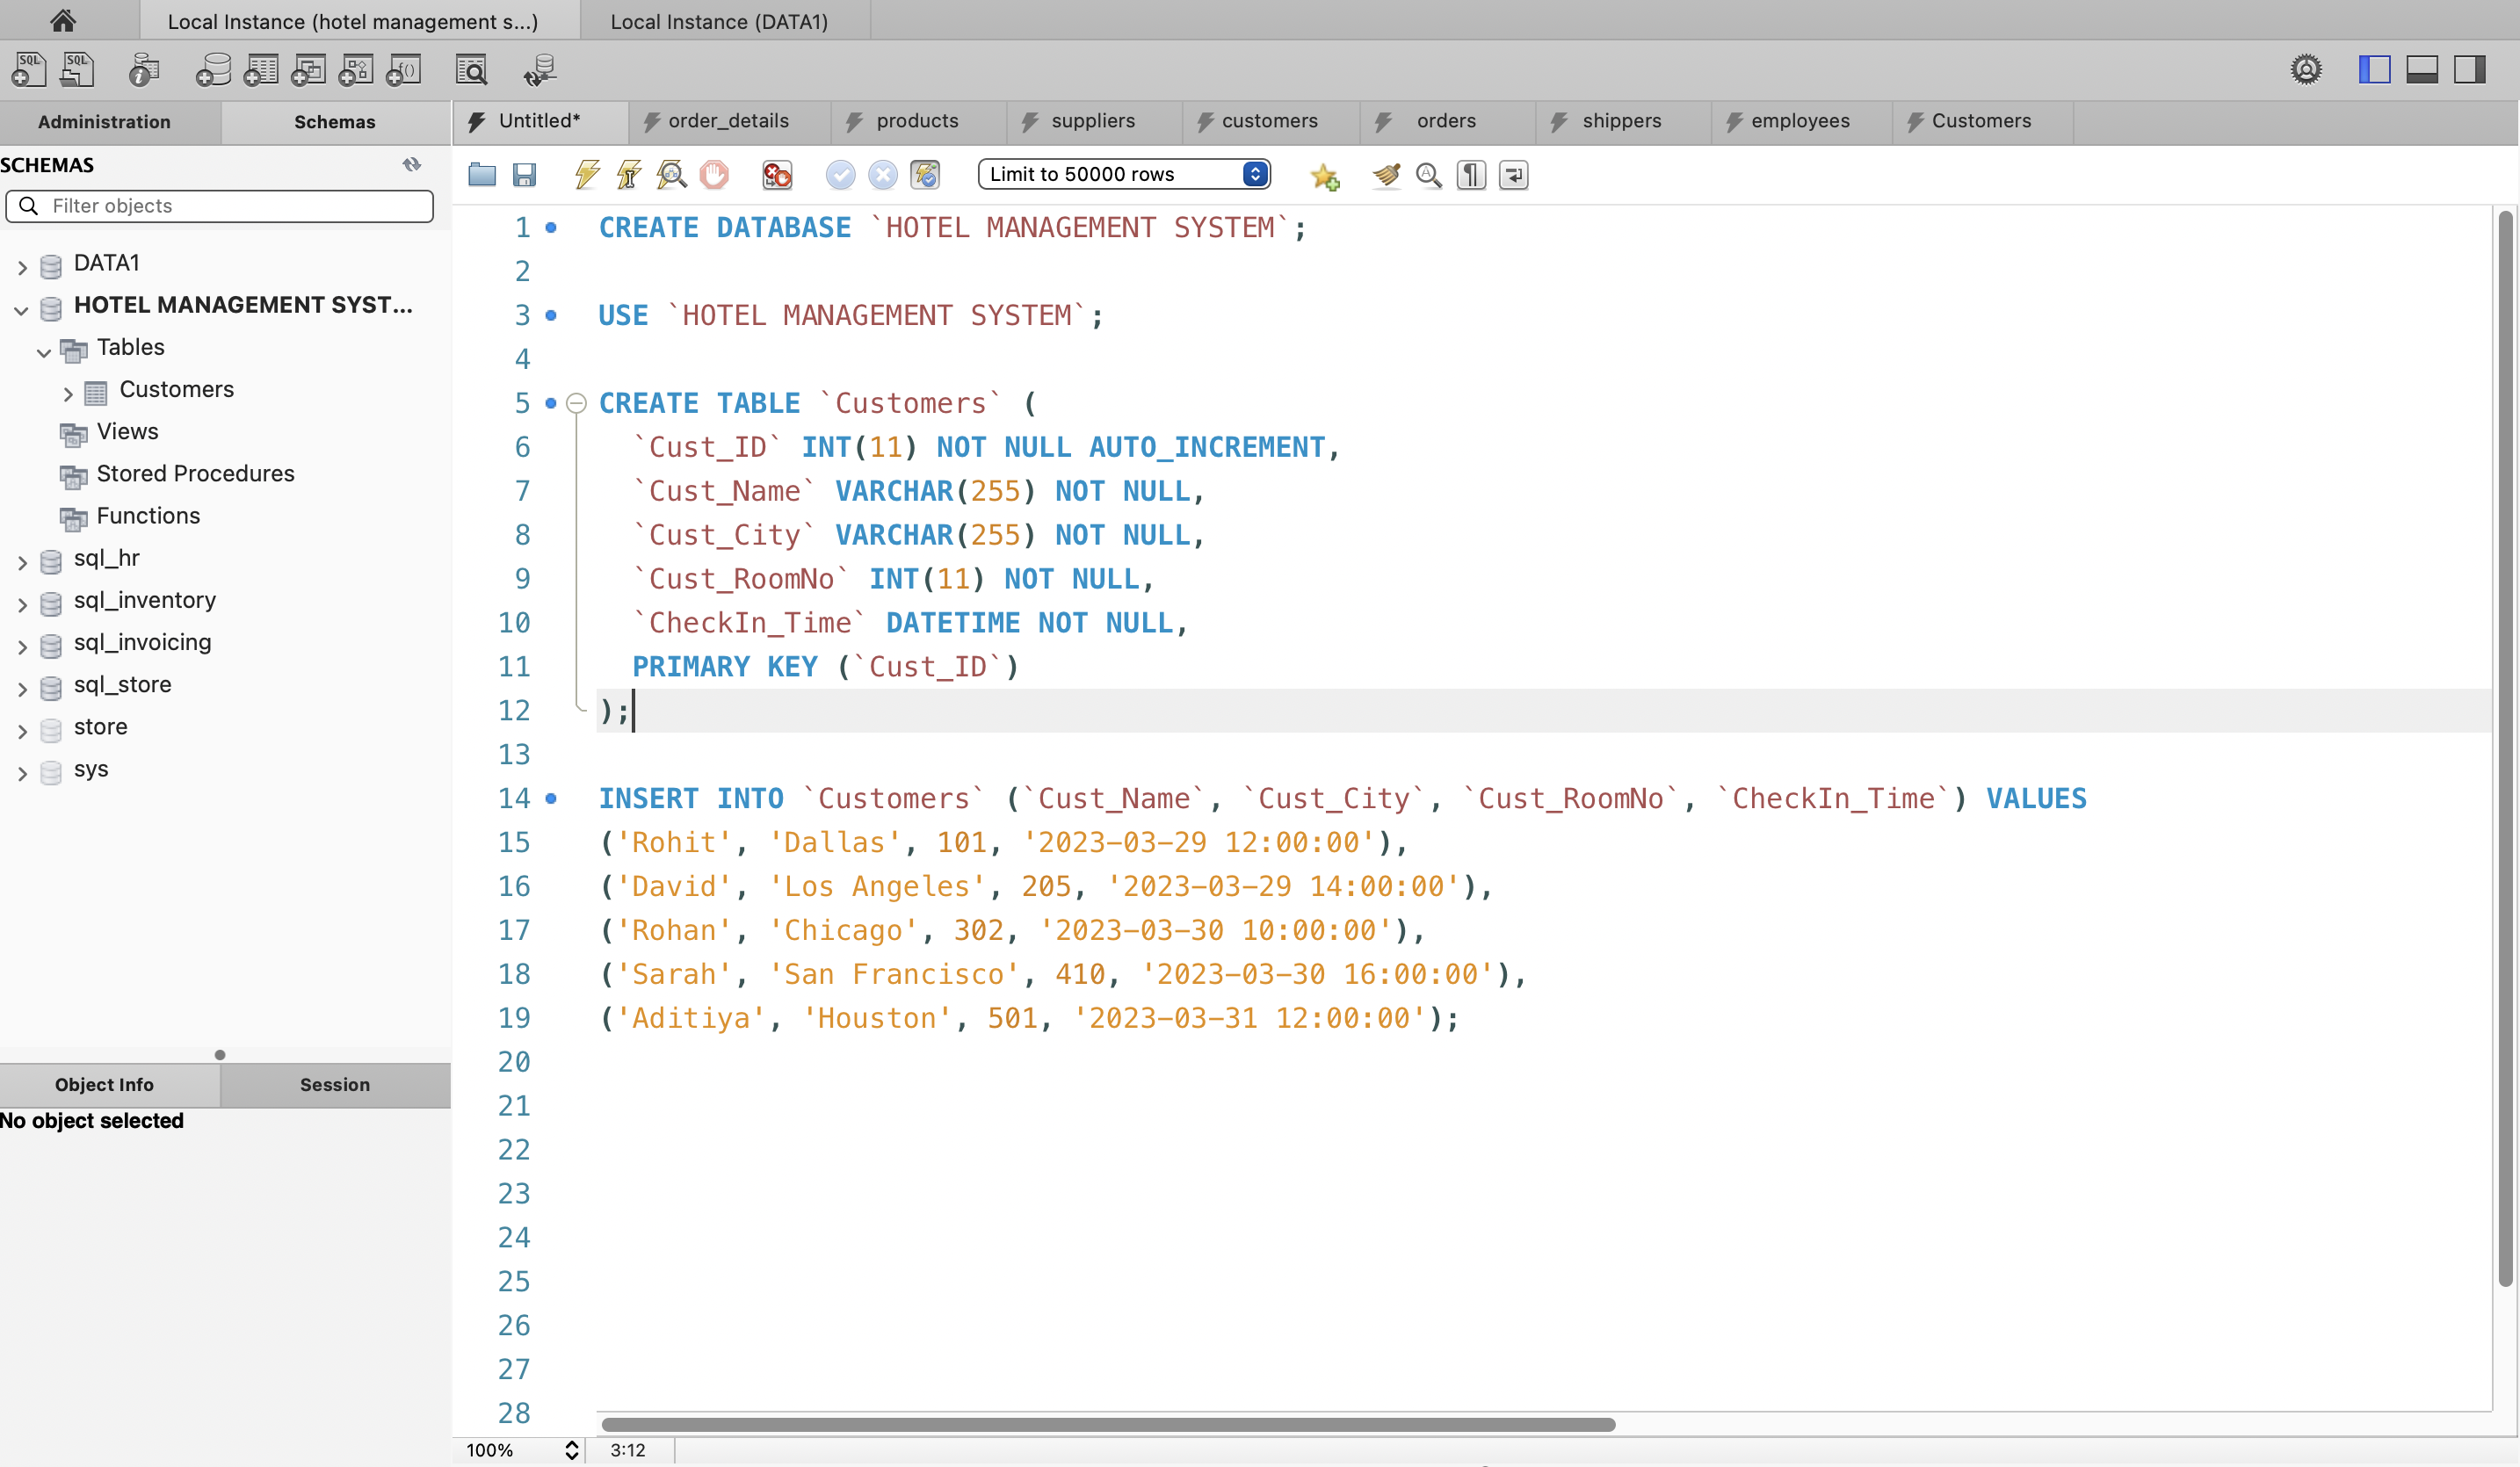 Local Instance (hotel management s...) Local Instance (DATA1)
SQL SQL
Administration Schemas
Untitled* order_details products suppliers customers orders shippers employees Customers
SCHEMAS
Filter objects
DATA1
HOTEL MANAGEMENT SYST...
Tables
Customers
Views
Stored Procedures
Functions
sql_hr
sql_inventory
sql_invoicing
sql_store
store
sys
Object Info Session
No object selected
Limit to 50000 rows
1 CREATE DATABASE `HOTEL MANAGEMENT SYSTEM`;
2
3 USE `HOTEL MANAGEMENT SYSTEM`;
4
5 CREATE TABLE `Customers` (
6 `Cust_ID` INT(11) NOT NULL AUTO_INCREMENT,
7 `Cust_Name` VARCHAR(255) NOT NULL,
8 `Cust_City` VARCHAR(255) NOT NULL,
9 `Cust_RoomNo` INT(11) NOT NULL,
10 `CheckIn_Time` DATETIME NOT NULL,
11 PRIMARY KEY (`Cust_ID`)
12 );
13
14 INSERT INTO `Customers` (`Cust_Name`, `Cust_City`, `Cust_RoomNo`, `CheckIn_Time`) VALUES
15 ('Rohit', 'Dallas', 101, '2023-03-29 12:00:00'),
16 ('David', 'Los Angeles', 205, '2023-03-29 14:00:00'),
17 ('Rohan', 'Chicago', 302, '2023-03-30 10:00:00'),
18 ('Sarah', 'San Francisco', 410, '2023-03-30 16:00:00'),
19 ('Aditiya', 'Houston', 501, '2023-03-31 12:00:00');
20
21
22
23
24
25
26
27
28
100% 3:12